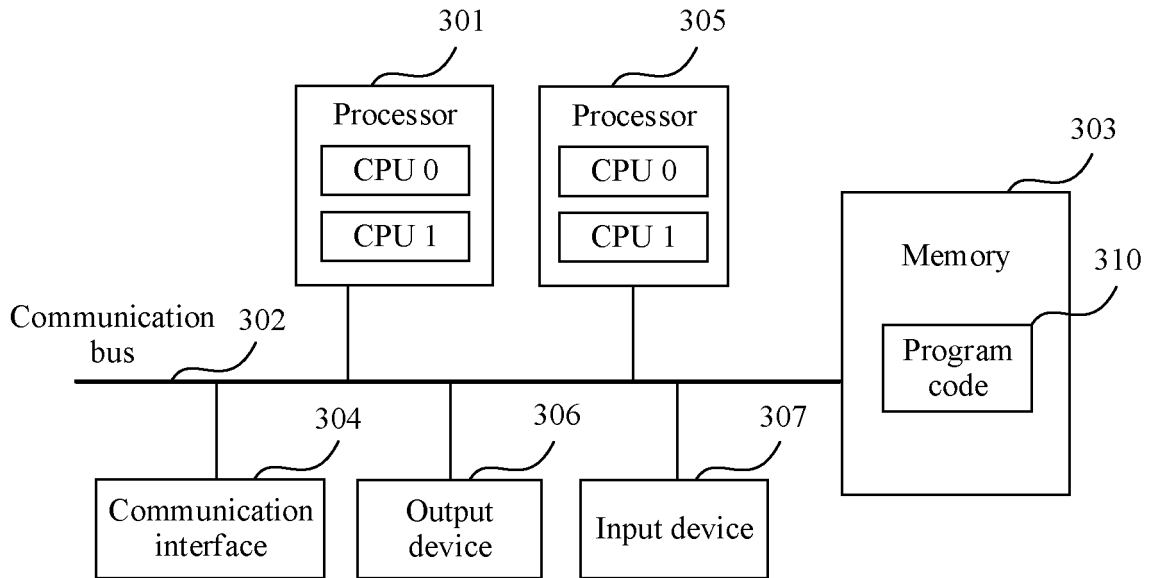 301
305
Processor
CPU 0
CPU 1
Processor
CPU 0
CPU 1
303
Memory
310
Program
code
Communication
bus
302
304
306
307
Communication
interface
Output
device
Input device